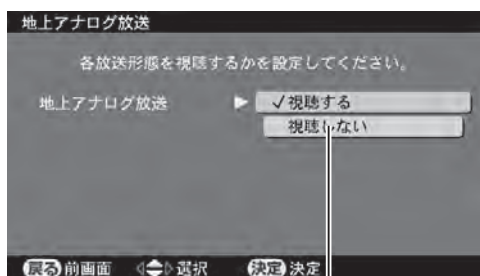 地上アナログ放送
各放送形態を視聴するかを設定してください。
地上アナログ放送 ▶ ✓視聴する
視聴しない
戻る 前画面 選択 決定 決定